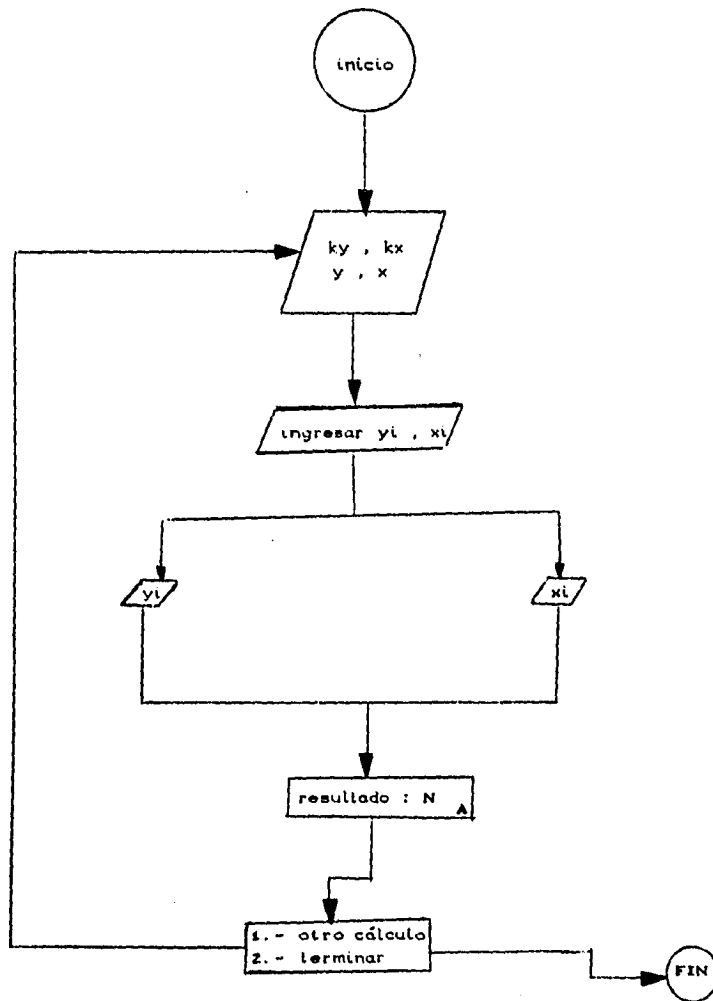 inicio
ky , kx
y , x
ingresar yi , xi
yi
xi
resultado : N A
1.- otro cálculo
2.- terminar
FIN